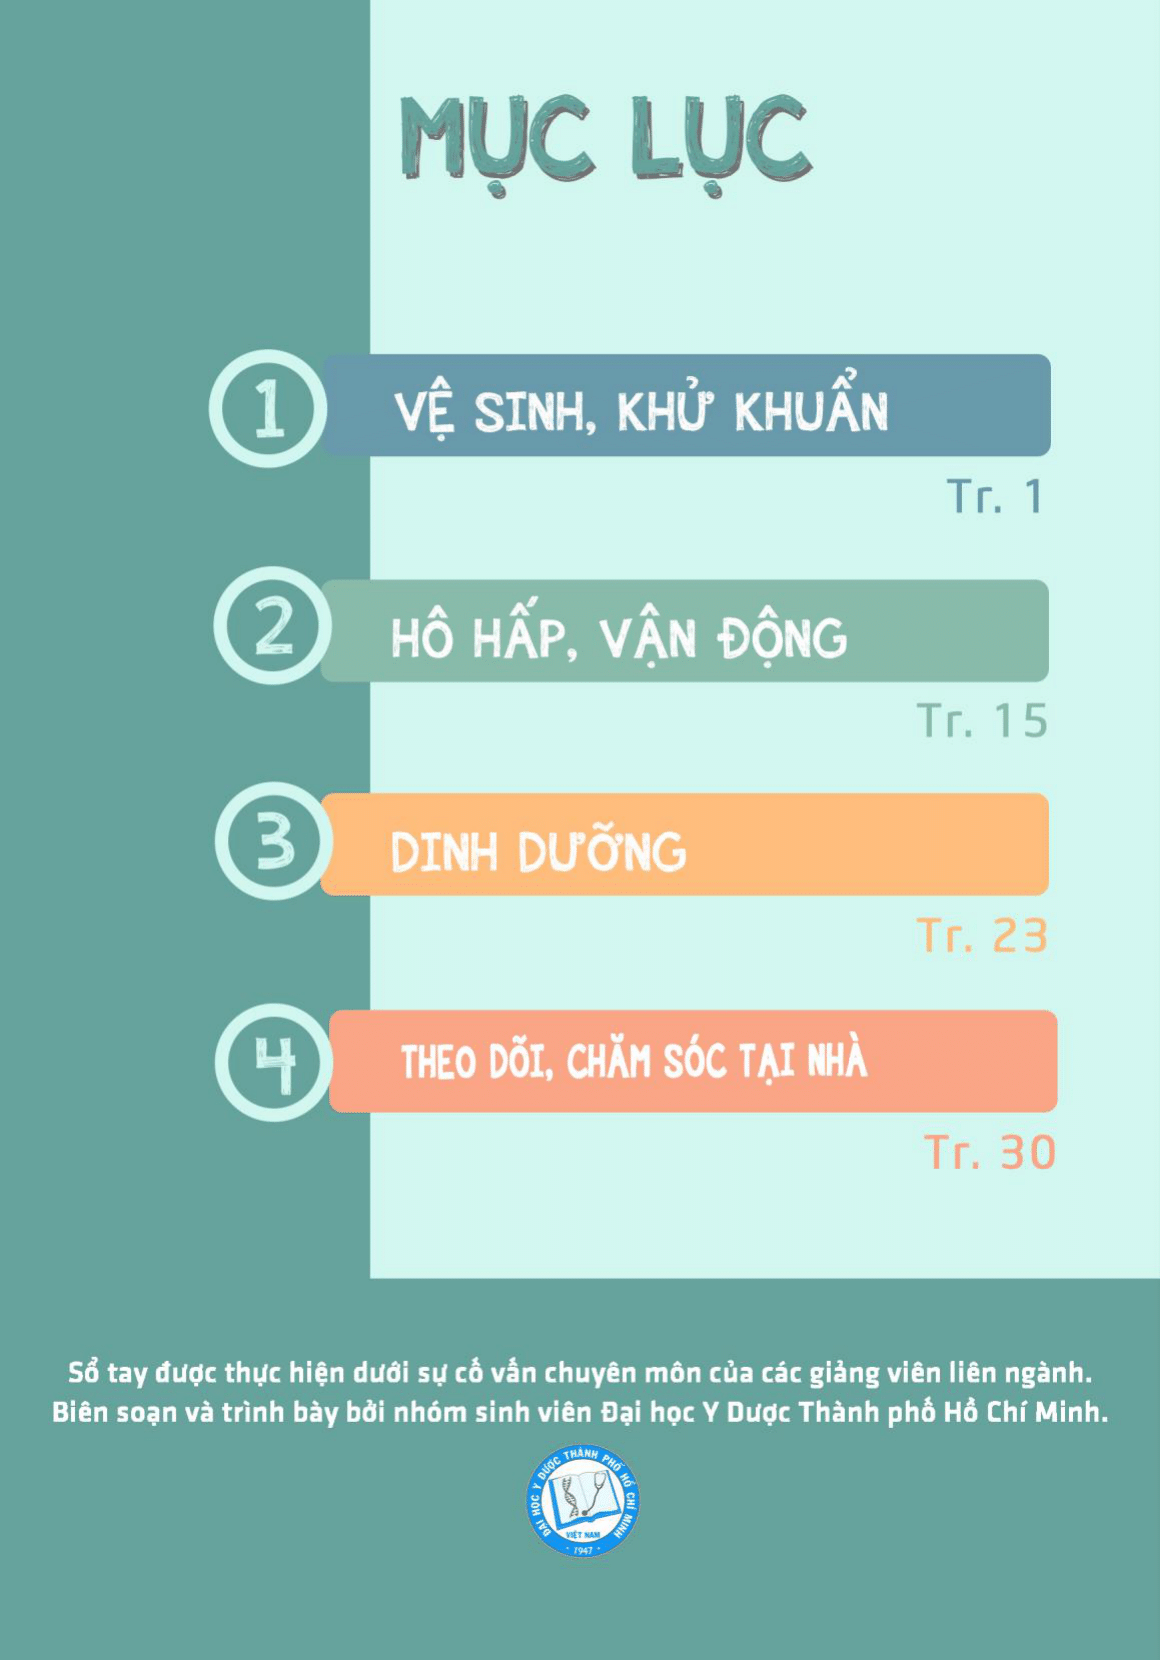 MỤC LỤC
1
VỆ SINH, KHỬ KHUẨN
Tr. 1
2
HÔ HẤP, VẬN ĐỘNG
Tr. 15
3
DINH DƯỠNG
Tr. 23
4
THEO DÕI, CHĂM SÓC TẠI NHÀ
Tr. 30
Sổ tay được thực hiện dưới sự cố vấn chuyên môn của các giảng viên liên ngành.
Biên soạn và trình bày bởi nhóm sinh viên Đại học Y Dược Thành phố Hồ Chí Minh.
ĐẠI HỌC Y DƯỢC THÀNH PHỐ HỒ CHÍ MINH
VIỆT NAM
• 1947 •